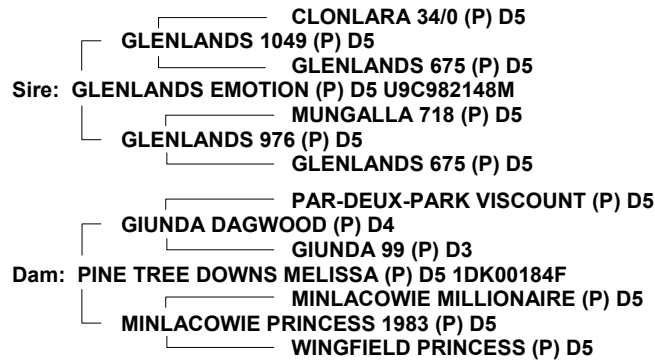 CLONLARA 34/0 (P) D5
GLENLANDS 1049 (P) D5
GLENLANDS 675 (P) D5
Sire: GLENLANDS EMOTION (P) D5 U9C982148M
MUNGALLA 718 (P) D5
GLENLANDS 976 (P) D5
GLENLANDS 675 (P) D5
PAR-DEUX-PARK VISCOUNT (P) D5
GIUNDA DAGWOOD (P) D4
GIUNDA 99 (P) D3
Dam: PINE TREE DOWNS MELISSA (P) D5 1DK00184F
MINLACOWIE MILLIONAIRE (P) D5
MINLACOWIE PRINCESS 1983 (P) D5
WINGFIELD PRINCESS (P) D5